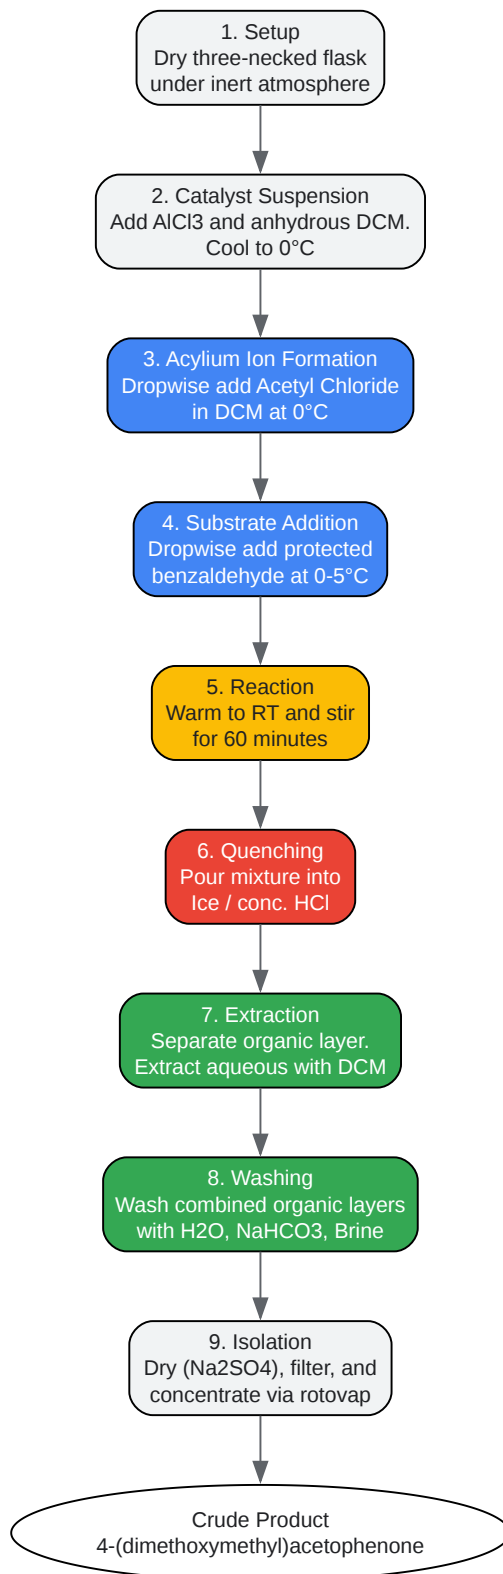 1. Setup
Dry three-necked flask
under inert atmosphere
2. Catalyst Suspension
Add AlCl3 and anhydrous DCM.
Cool to 0°C
3. Acylium Ion Formation
Dropwise add Acetyl Chloride
in DCM at 0°C
4. Substrate Addition
Dropwise add protected
benzaldehyde at 0-5°C
5. Reaction
Warm to RT and stir
for 60 minutes
6. Quenching
Pour mixture into
Ice / conc. HCl
7. Extraction
Separate organic layer.
Extract aqueous with DCM
8. Washing
Wash combined organic layers
with H2O, NaHCO3, Brine
9. Isolation
Dry (Na2SO4), filter, and
concentrate via rotovap
Crude Product
4-(dimethoxymethyl)acetophenone